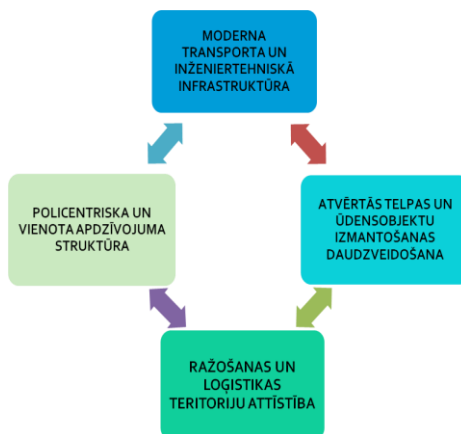 MODERNA
TRANSPORTA UN
INŽENIERTEHNISKĀ
INFRASTRUKTŪRA
POLICENTRISKA UN
VIENOTA APDZĪVOJUMA
STRUKTŪRA
ATVĒRTĀS TELPAS UN
ŪDENSOBJEKTU
IZMANTOŠANAS
DAUDZVEIDOŠANA
RAŽOŠANAS UN
LOĢISTIKAS
TERITORIJU ATTĪSTĪBA